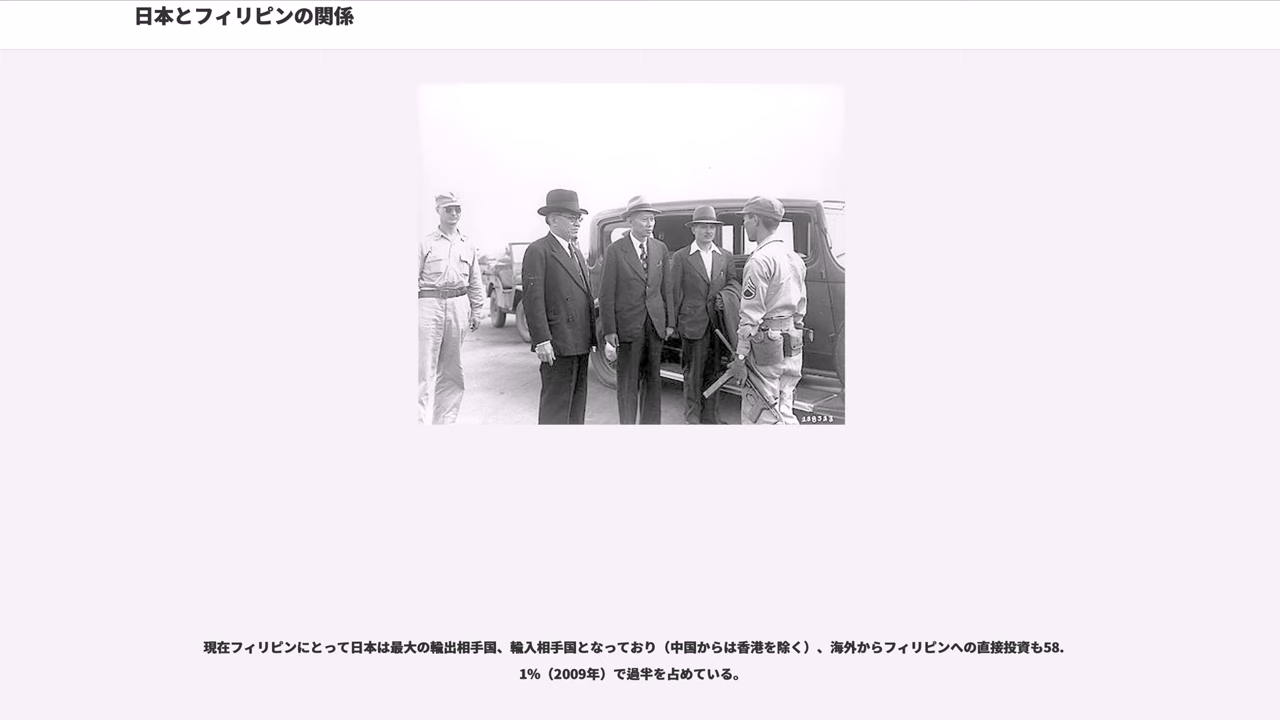 日本とフィリピンの関係
268323
現在フィリピンにとって日本は最大の輸出相手国、輸入相手国となっており（中国からは香港を除く）、海外からフィリピンへの直接投資も58.
1%（2009年）で過半を占めている。